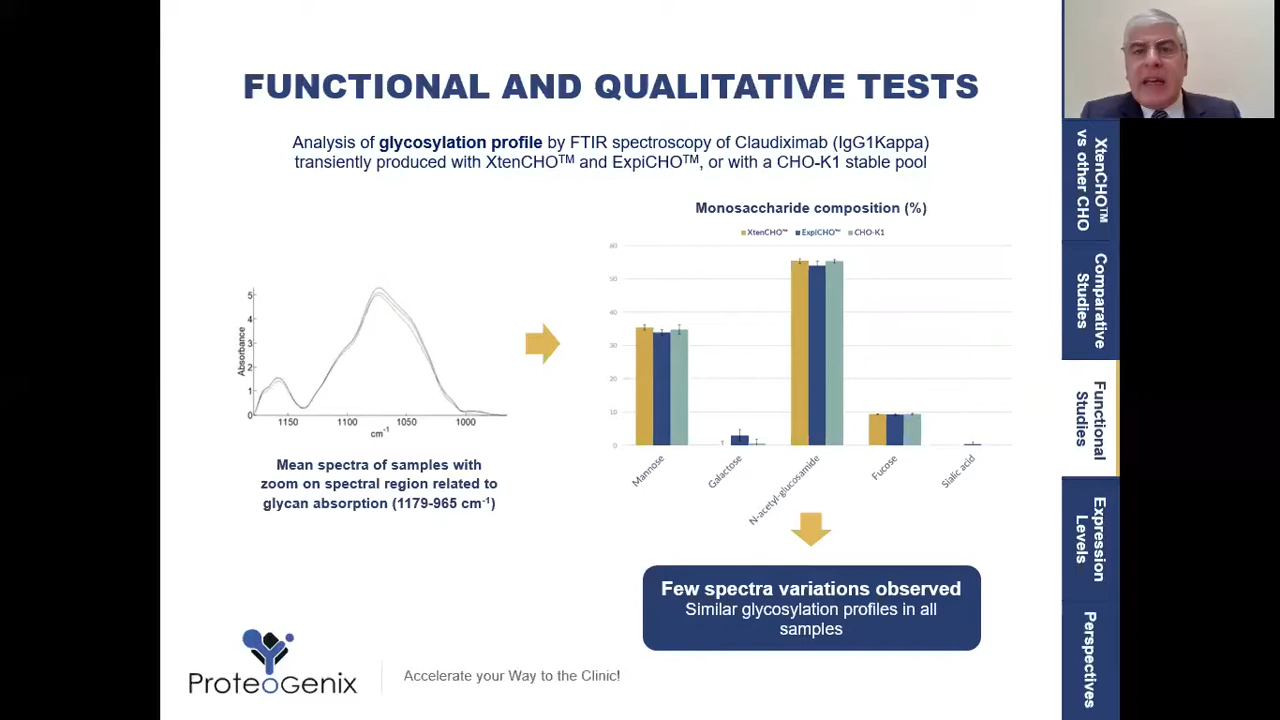 FUNCTIONAL AND QUALITATIVE TESTS
Analysis of glycosylation profile by FTIR spectroscopy of Claudiximab (IgG1Kappa)
transiently produced with XtenCHO™ and ExpiCHO™, or with a CHO-K1 stable pool
Monosaccharide composition (%)
XtenCHO™ ExpiCHO™ CHO-K1
60
50
40
30
20
10
0
Mannose
Galactose
N-acetyl-glucosamide
Fucose
Sialic acid
5
4
3
2
1
0
Absorbance
1150 1100 1050 1000
cm⁻¹
Mean spectra of samples with
zoom on spectral region related to
glycan absorption (1179-965 cm⁻¹)
Few spectra variations observed
Similar glycosylation profiles in all
samples
ProteoGenix
Accelerate your Way to the Clinic!
XtenCHO™
vs other CHO
Comparative
Studies
Functional
Studies
Expression
Levels
Perspectives